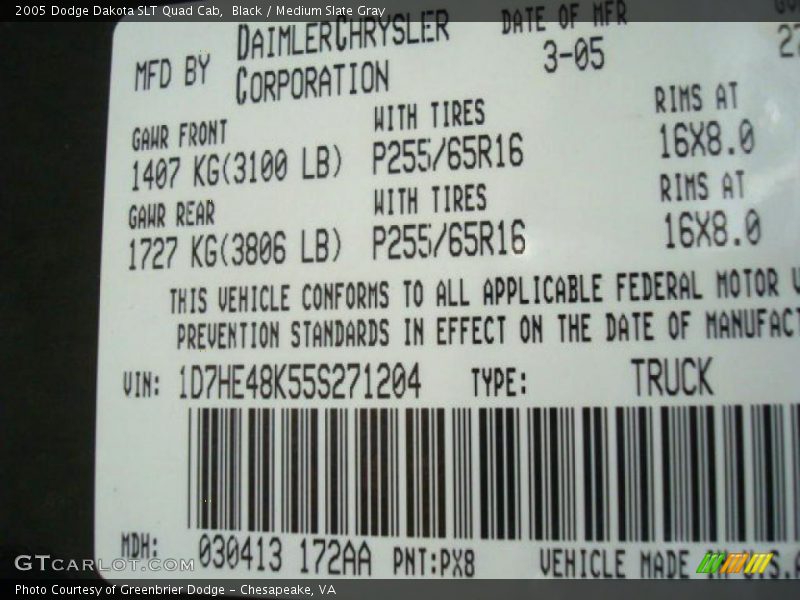 2005 Dodge Dakota SLT Quad Cab, Black / Medium Slate Gray
MFD BY DAIMLERCHRYSLER CORPORATION
DATE OF MFR
3-05
GAWR FRONT WITH TIRES RIMS AT
1407 KG(3100 LB) P255/65R16 16X8.0
GAWR REAR WITH TIRES RIMS AT
1727 KG(3806 LB) P255/65R16 16X8.0
THIS VEHICLE CONFORMS TO ALL APPLICABLE FEDERAL MOTOR
PREVENTION STANDARDS IN EFFECT ON THE DATE OF MANUFACT
VIN: 1D7HE48K55S271204 TYPE: TRUCK
MDH: 030413 172AA PNT:PX8 VEHICLE MADE IN U.S.A
GTCARLOT.COM
Photo Courtesy of Greenbrier Dodge - Chesapeake, VA